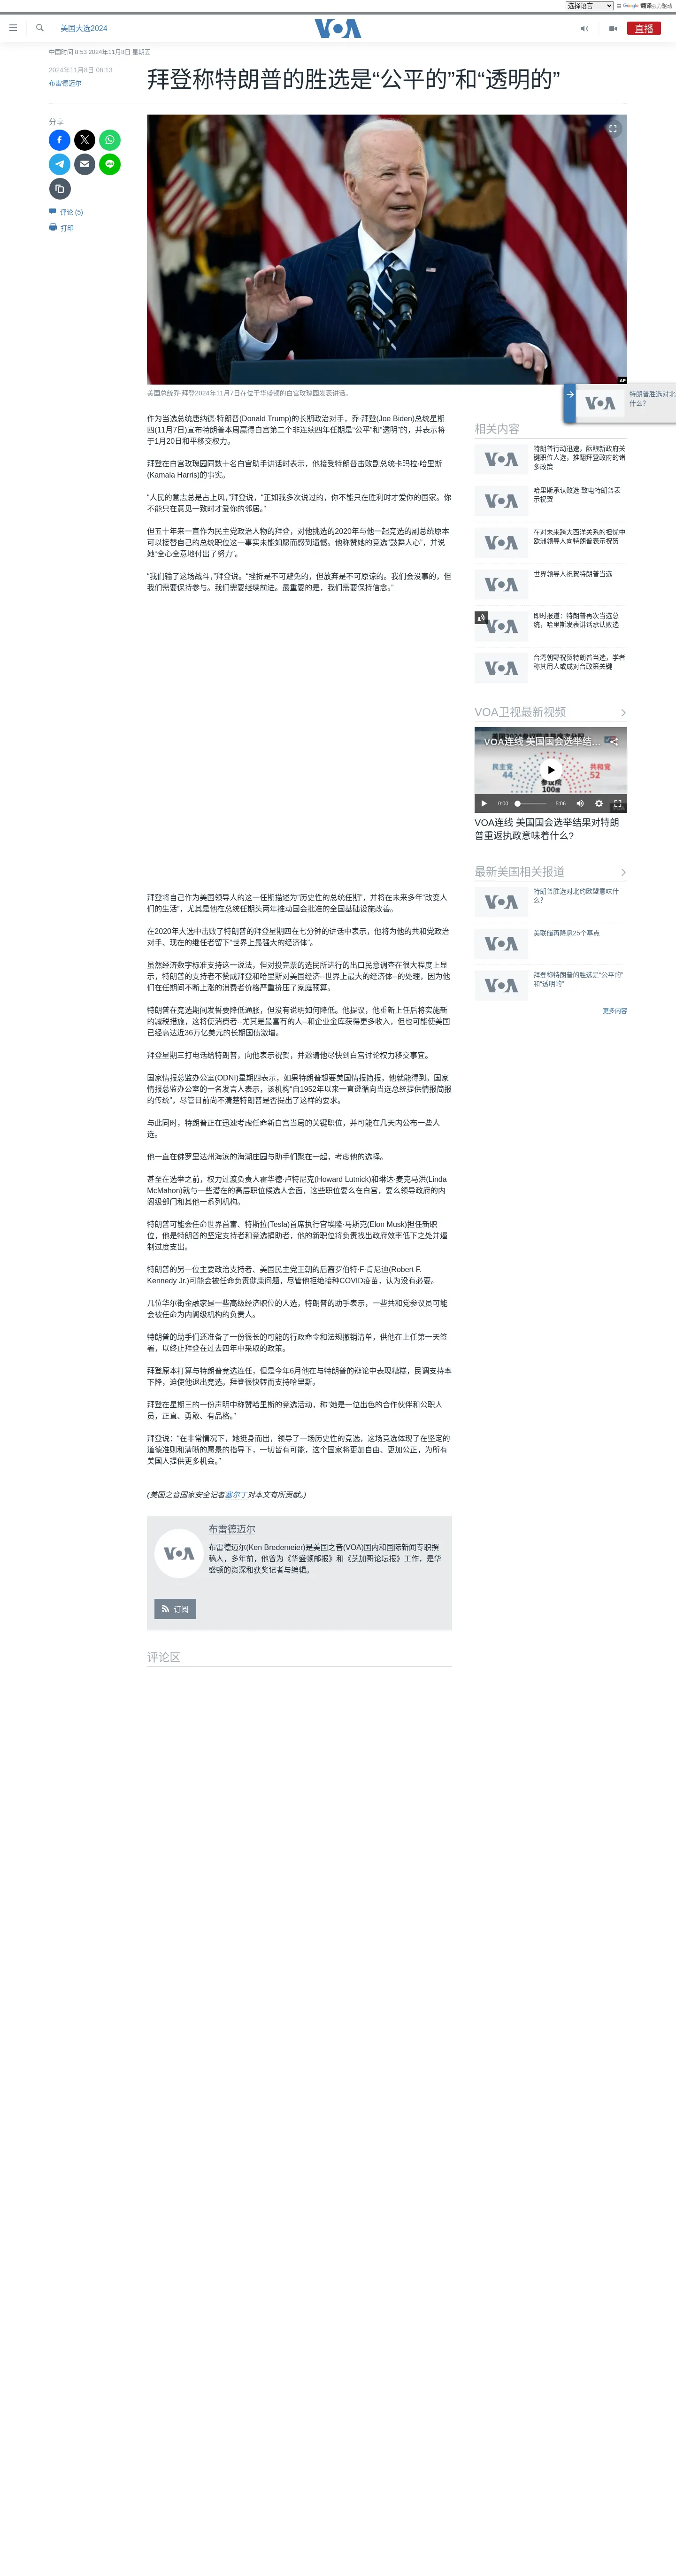 选择语言
由 Google 翻译强力驱动
美国大选2024
VOA
直播
中国时间 8:53 2024年11月8日 星期五
2024年11月8日 06:13
布雷德迈尔
拜登称特朗普的胜选是“公平的”和“透明的”
分享
评论 (5)
打印
AP
美国总统乔·拜登2024年11月7日在位于华盛顿的白宫玫瑰园发表讲话。
作为当选总统唐纳德·特朗普(Donald Trump)的长期政治对手，乔·拜登(Joe Biden)总统星期
四(11月7日)宣布特朗普本周赢得白宫第二个非连续四年任期是“公平”和“透明”的，并表示将
于1月20日和平移交权力。
拜登在白宫玫瑰园同数十名白宫助手讲话时表示，他接受特朗普击败副总统卡玛拉·哈里斯
(Kamala Harris)的事实。
“人民的意志总是占上风，”拜登说，“正如我多次说过的，你不能只在胜利时才爱你的国家。你
不能只在意见一致时才爱你的邻居。”
但五十年来一直作为民主党政治人物的拜登，对他挑选的2020年与他一起竞选的副总统原本
可以接替自己的总统职位这一事实未能如愿而感到遗憾。他称赞她的竞选“鼓舞人心”，并说
她“全心全意地付出了努力”。
“我们输了这场战斗，”拜登说。“挫折是不可避免的，但放弃是不可原谅的。我们会没事的，但
我们需要保持参与。我们需要继续前进。最重要的是，我们需要保持信念。”
拜登将自己作为美国领导人的这一任期描述为“历史性的总统任期”，并将在未来多年“改变人
们的生活”，尤其是他在总统任期头两年推动国会批准的全国基础设施改善。
在2020年大选中击败了特朗普的拜登星期四在七分钟的讲话中表示，他将为他的共和党政治
对手、现在的继任者留下“世界上最强大的经济体”。
虽然经济数字标准支持这一说法，但对投完票的选民所进行的出口民意调查在很大程度上显
示，特朗普的支持者不赞成拜登和哈里斯对美国经济--世界上最大的经济体--的处理，因为他
们在任期间不断上涨的消费者价格严重挤压了家庭预算。
特朗普在竞选期间发誓要降低通胀，但没有说明如何降低。他提议，他重新上任后将实施新
的减税措施，这将使消费者--尤其是最富有的人--和企业金库获得更多收入，但也可能使美国
已经高达近36万亿美元的长期国债激增。
拜登星期三打电话给特朗普，向他表示祝贺，并邀请他尽快到白宫讨论权力移交事宜。
国家情报总监办公室(ODNI)星期四表示，如果特朗普想要美国情报简报，他就能得到。国家
情报总监办公室的一名发言人表示，该机构“自1952年以来一直遵循向当选总统提供情报简报
的传统”，尽管目前尚不清楚特朗普是否提出了这样的要求。
与此同时，特朗普正在迅速考虑任命新白宫当局的关键职位，并可能在几天内公布一些人
选。
他一直在佛罗里达州海滨的海湖庄园与助手们聚在一起，考虑他的选择。
甚至在选举之前，权力过渡负责人霍华德·卢特尼克(Howard Lutnick)和琳达·麦克马洪(Linda
McMahon)就与一些潜在的高层职位候选人会面，这些职位要么在白宫，要么领导政府的内
阁级部门和其他一系列机构。
特朗普可能会任命世界首富、特斯拉(Tesla)首席执行官埃隆·马斯克(Elon Musk)担任新职
位，他是特朗普的坚定支持者和竞选捐助者，他的新职位将负责找出政府效率低下之处并遏
制过度支出。
特朗普的另一位主要政治支持者、美国民主党王朝的后裔罗伯特·F·肯尼迪(Robert F.
Kennedy Jr.)可能会被任命负责健康问题，尽管他拒绝接种COVID疫苗，认为没有必要。
几位华尔街金融家是一些高级经济职位的人选，特朗普的助手表示，一些共和党参议员可能
会被任命为内阁级机构的负责人。
特朗普的助手们还准备了一份很长的可能的行政命令和法规撤销清单，供他在上任第一天签
署，以终止拜登在过去四年中采取的政策。
拜登原本打算与特朗普竞选连任，但是今年6月他在与特朗普的辩论中表现糟糕，民调支持率
下降，迫使他退出竞选。拜登很快转而支持哈里斯。
拜登在星期三的一份声明中称赞哈里斯的竞选活动，称“她是一位出色的合作伙伴和公职人
员，正直、勇敢、有品格。”
拜登说：“在非常情况下，她挺身而出，领导了一场历史性的竞选，这场竞选体现了在坚定的
道德准则和清晰的愿景的指导下，一切皆有可能，这个国家将更加自由、更加公正，为所有
美国人提供更多机会。”
(美国之音国家安全记者塞尔丁对本文有所贡献。)
VOA
布雷德迈尔
布雷德迈尔(Ken Bredemeier)是美国之音(VOA)国内和国际新闻专职撰
稿人，多年前，他曾为《华盛顿邮报》和《芝加哥论坛报》工作，是华
盛顿的资深和获奖记者与编辑。
订阅
评论区
VOA
特朗普胜选对北
什么？
相关内容
VOA
特朗普行动迅速，酝酿新政府关
键职位人选，推翻拜登政府的诸
多政策
VOA
哈里斯承认败选 致电特朗普表
示祝贺
VOA
在对未来跨大西洋关系的担忧中
欧洲领导人向特朗普表示祝贺
VOA
世界领导人祝贺特朗普当选
VOA
即时报道：特朗普再次当选总
统，哈里斯发表讲话承认败选
VOA
台湾朝野祝贺特朗普当选，学者
称其用人或成对台政策关键
VOA卫视最新视频
VOA连线 美国国会选举结...
民主党
44
共和党
52
参议院
100席
0:00
5:06
VOA连线 美国国会选举结果对特朗
普重返执政意味着什么?
最新美国相关报道
VOA
特朗普胜选对北约欧盟意味什
么？
VOA
美联储再降息25个基点
VOA
拜登称特朗普的胜选是“公平的”
和“透明的”
更多内容